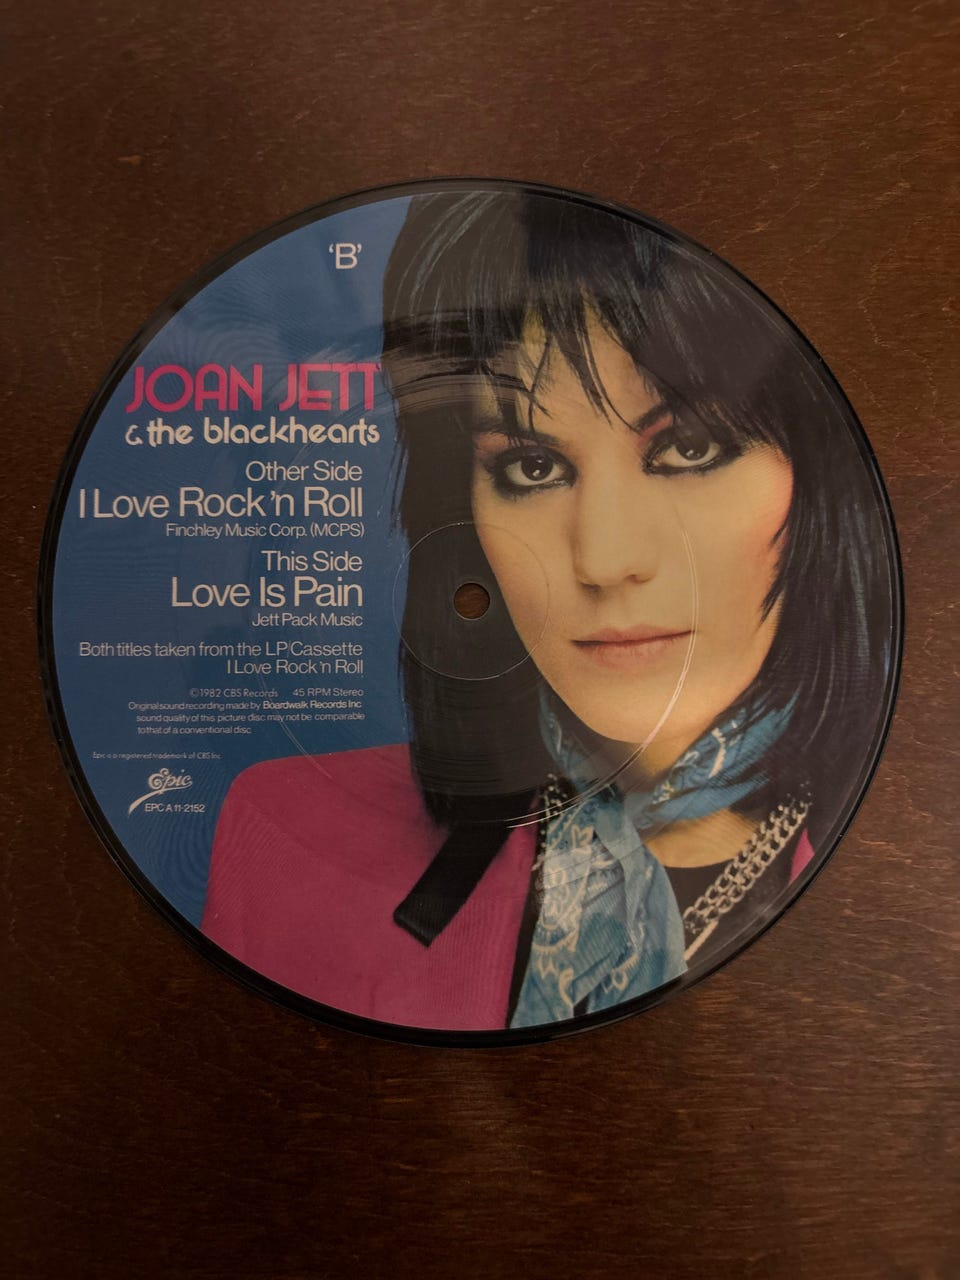 'B'
JOAN JETT
& the blackhearts
Other Side
I Love Rock 'n Roll
Finchley Music Corp. (MCPS)
This Side
Love Is Pain
Jett Pack Music
Both titles taken from the LP/Cassette
I Love Rock 'n Roll
©1982 CBS Records 45 RPM Stereo
Original sound recording made by Boardwalk Records Inc
sound quality of this picture disc may not be comparable
to that of a conventional disc
Epic is a registered trademark of CBS Inc.
Epic
EPC A 11-2152